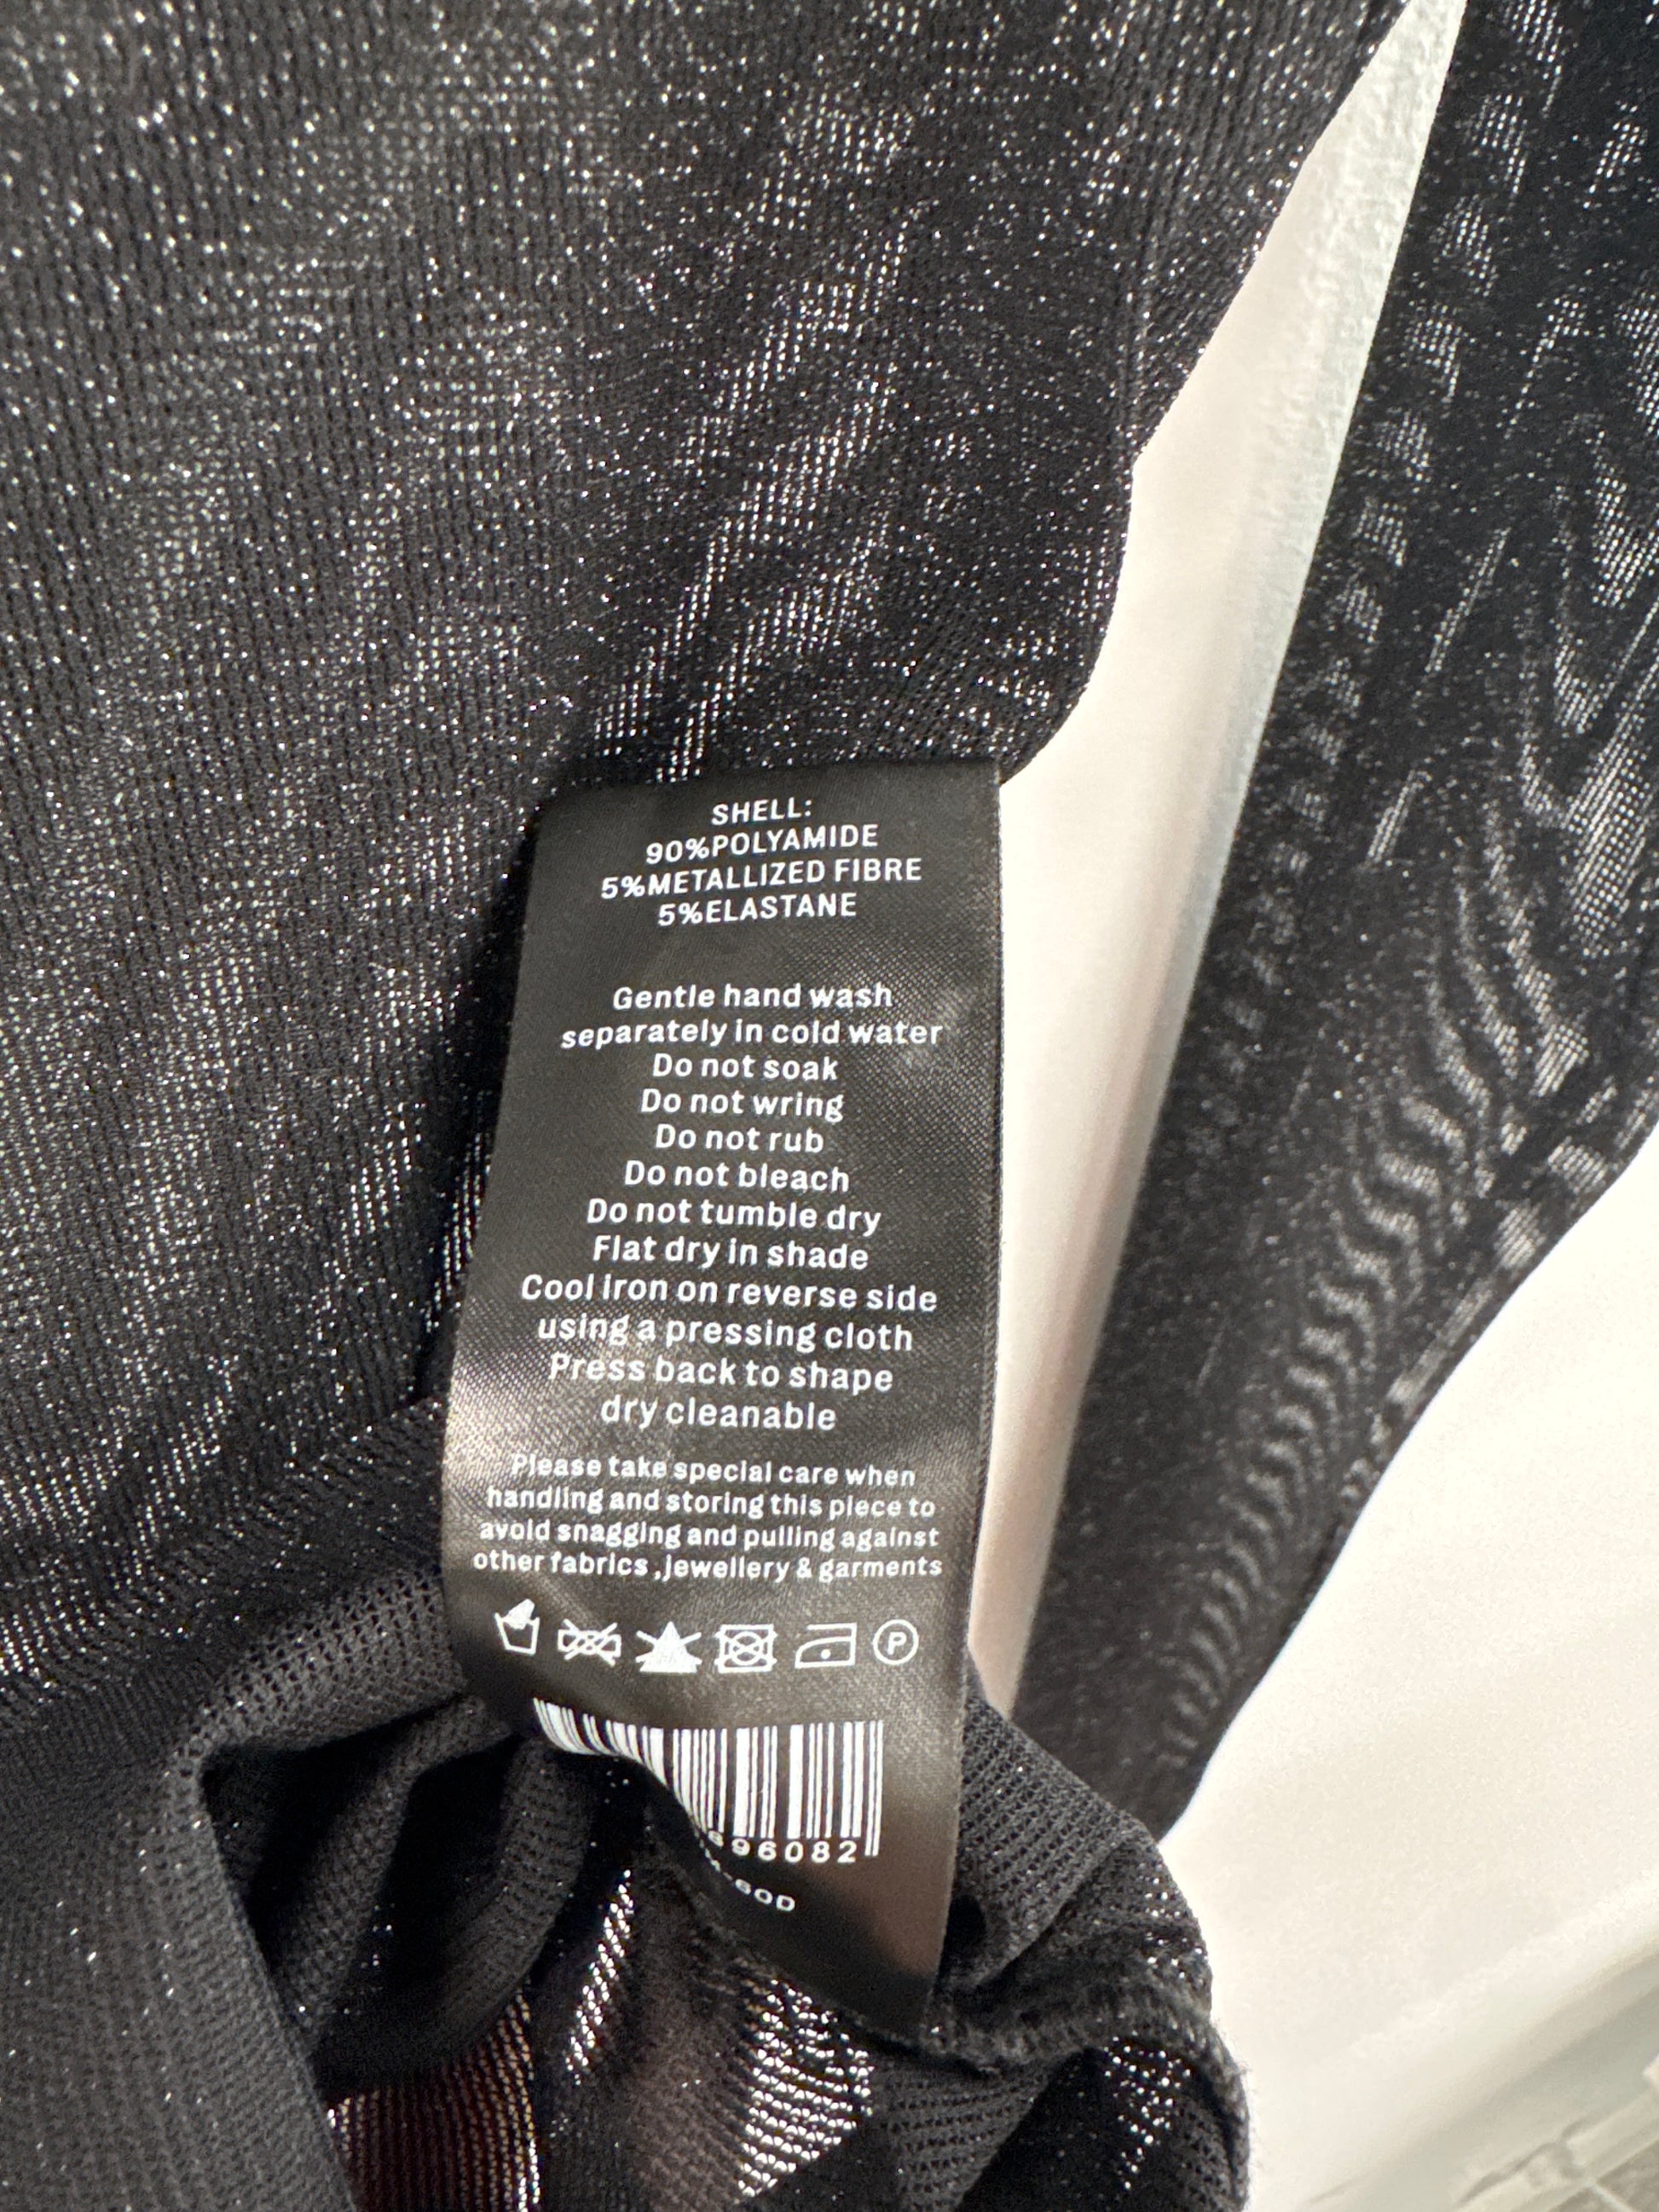 SHELL:
90%POLYAMIDE
5%METALLIZED FIBRE
5%ELASTANE
Gentle hand wash
separately in cold water
Do not soak
Do not wring
Do not rub
Do not bleach
Do not tumble dry
Flat dry in shade
Cool iron on reverse side
using a pressing cloth
Press back to shape
dry cleanable
Please take special care when
handling and storing this piece to
avoid snagging and pulling against
other fabrics ,jewellery & garments
P
96082